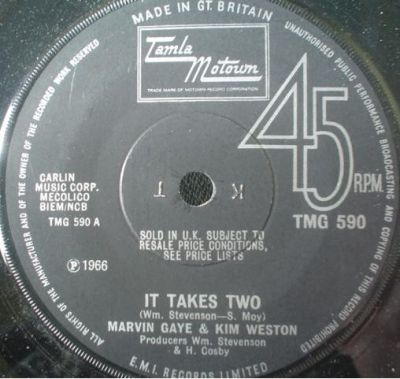 MADE IN GT. BRITAIN
UNAUTHORISED PUBLIC PERFORMANCE BROADCASTING AND COPYING OF THIS RECORD PROHIBITED
ALL RIGHTS OF THE MANUFACTURER AND OF THE OWNER OF THE RECORDED WORK RESERVED
Tamla
Motown
TRADE MARK OF MOTOWN RECORD CORPORATION
45 R.P.M.
TMG 590
CARLIN
MUSIC CORP.
MECOLICO
BIEM/NCB
TMG 590 A
K T
SOLD IN U.K. SUBJECT TO
RESALE PRICE CONDITIONS,
SEE PRICE LISTS
Ⓟ 1966
IT TAKES TWO
(Wm. Stevenson—S. Moy)
MARVIN GAYE & KIM WESTON
Producers Wm. Stevenson
& H. Cosby
E.M.I. RECORDS LIMITED